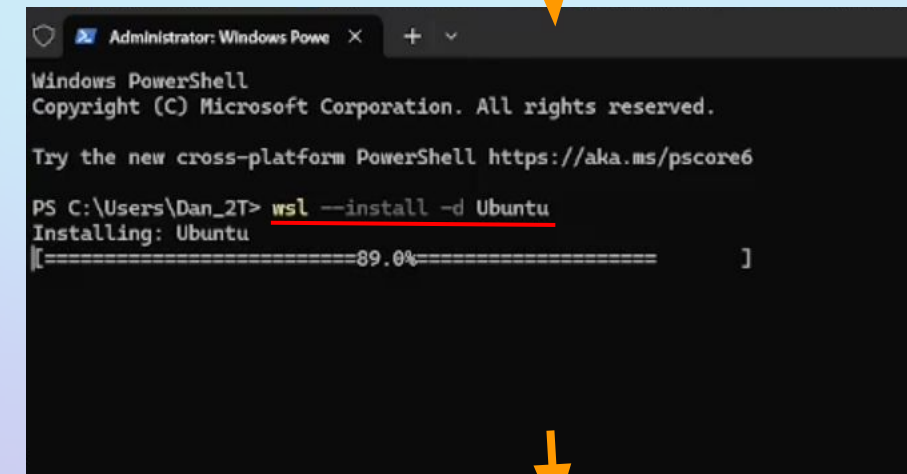 Administrator: Windows Powe
Windows PowerShell
Copyright (C) Microsoft Corporation. All rights reserved.
Try the new cross-platform PowerShell https://aka.ms/pscore6
PS C:\Users\Dan_2T> wsl --install -d Ubuntu
Installing: Ubuntu
[==========================89.0%==================== ]